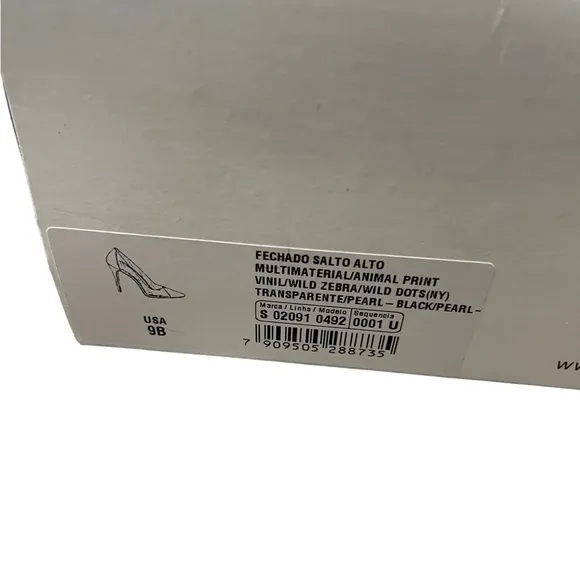 FECHADO SALTO ALTO
MULTIMATERIAL/ANIMAL PRINT
VINIL/WILD ZEBRA/WILD DOTS(NY)
TRANSPARENTE/PEARL - BLACK/PEARL -
Marca / Linha / Modelo Sequencia
S 02091 0492 0001 U
7 909505 288735
USA
9B
ww